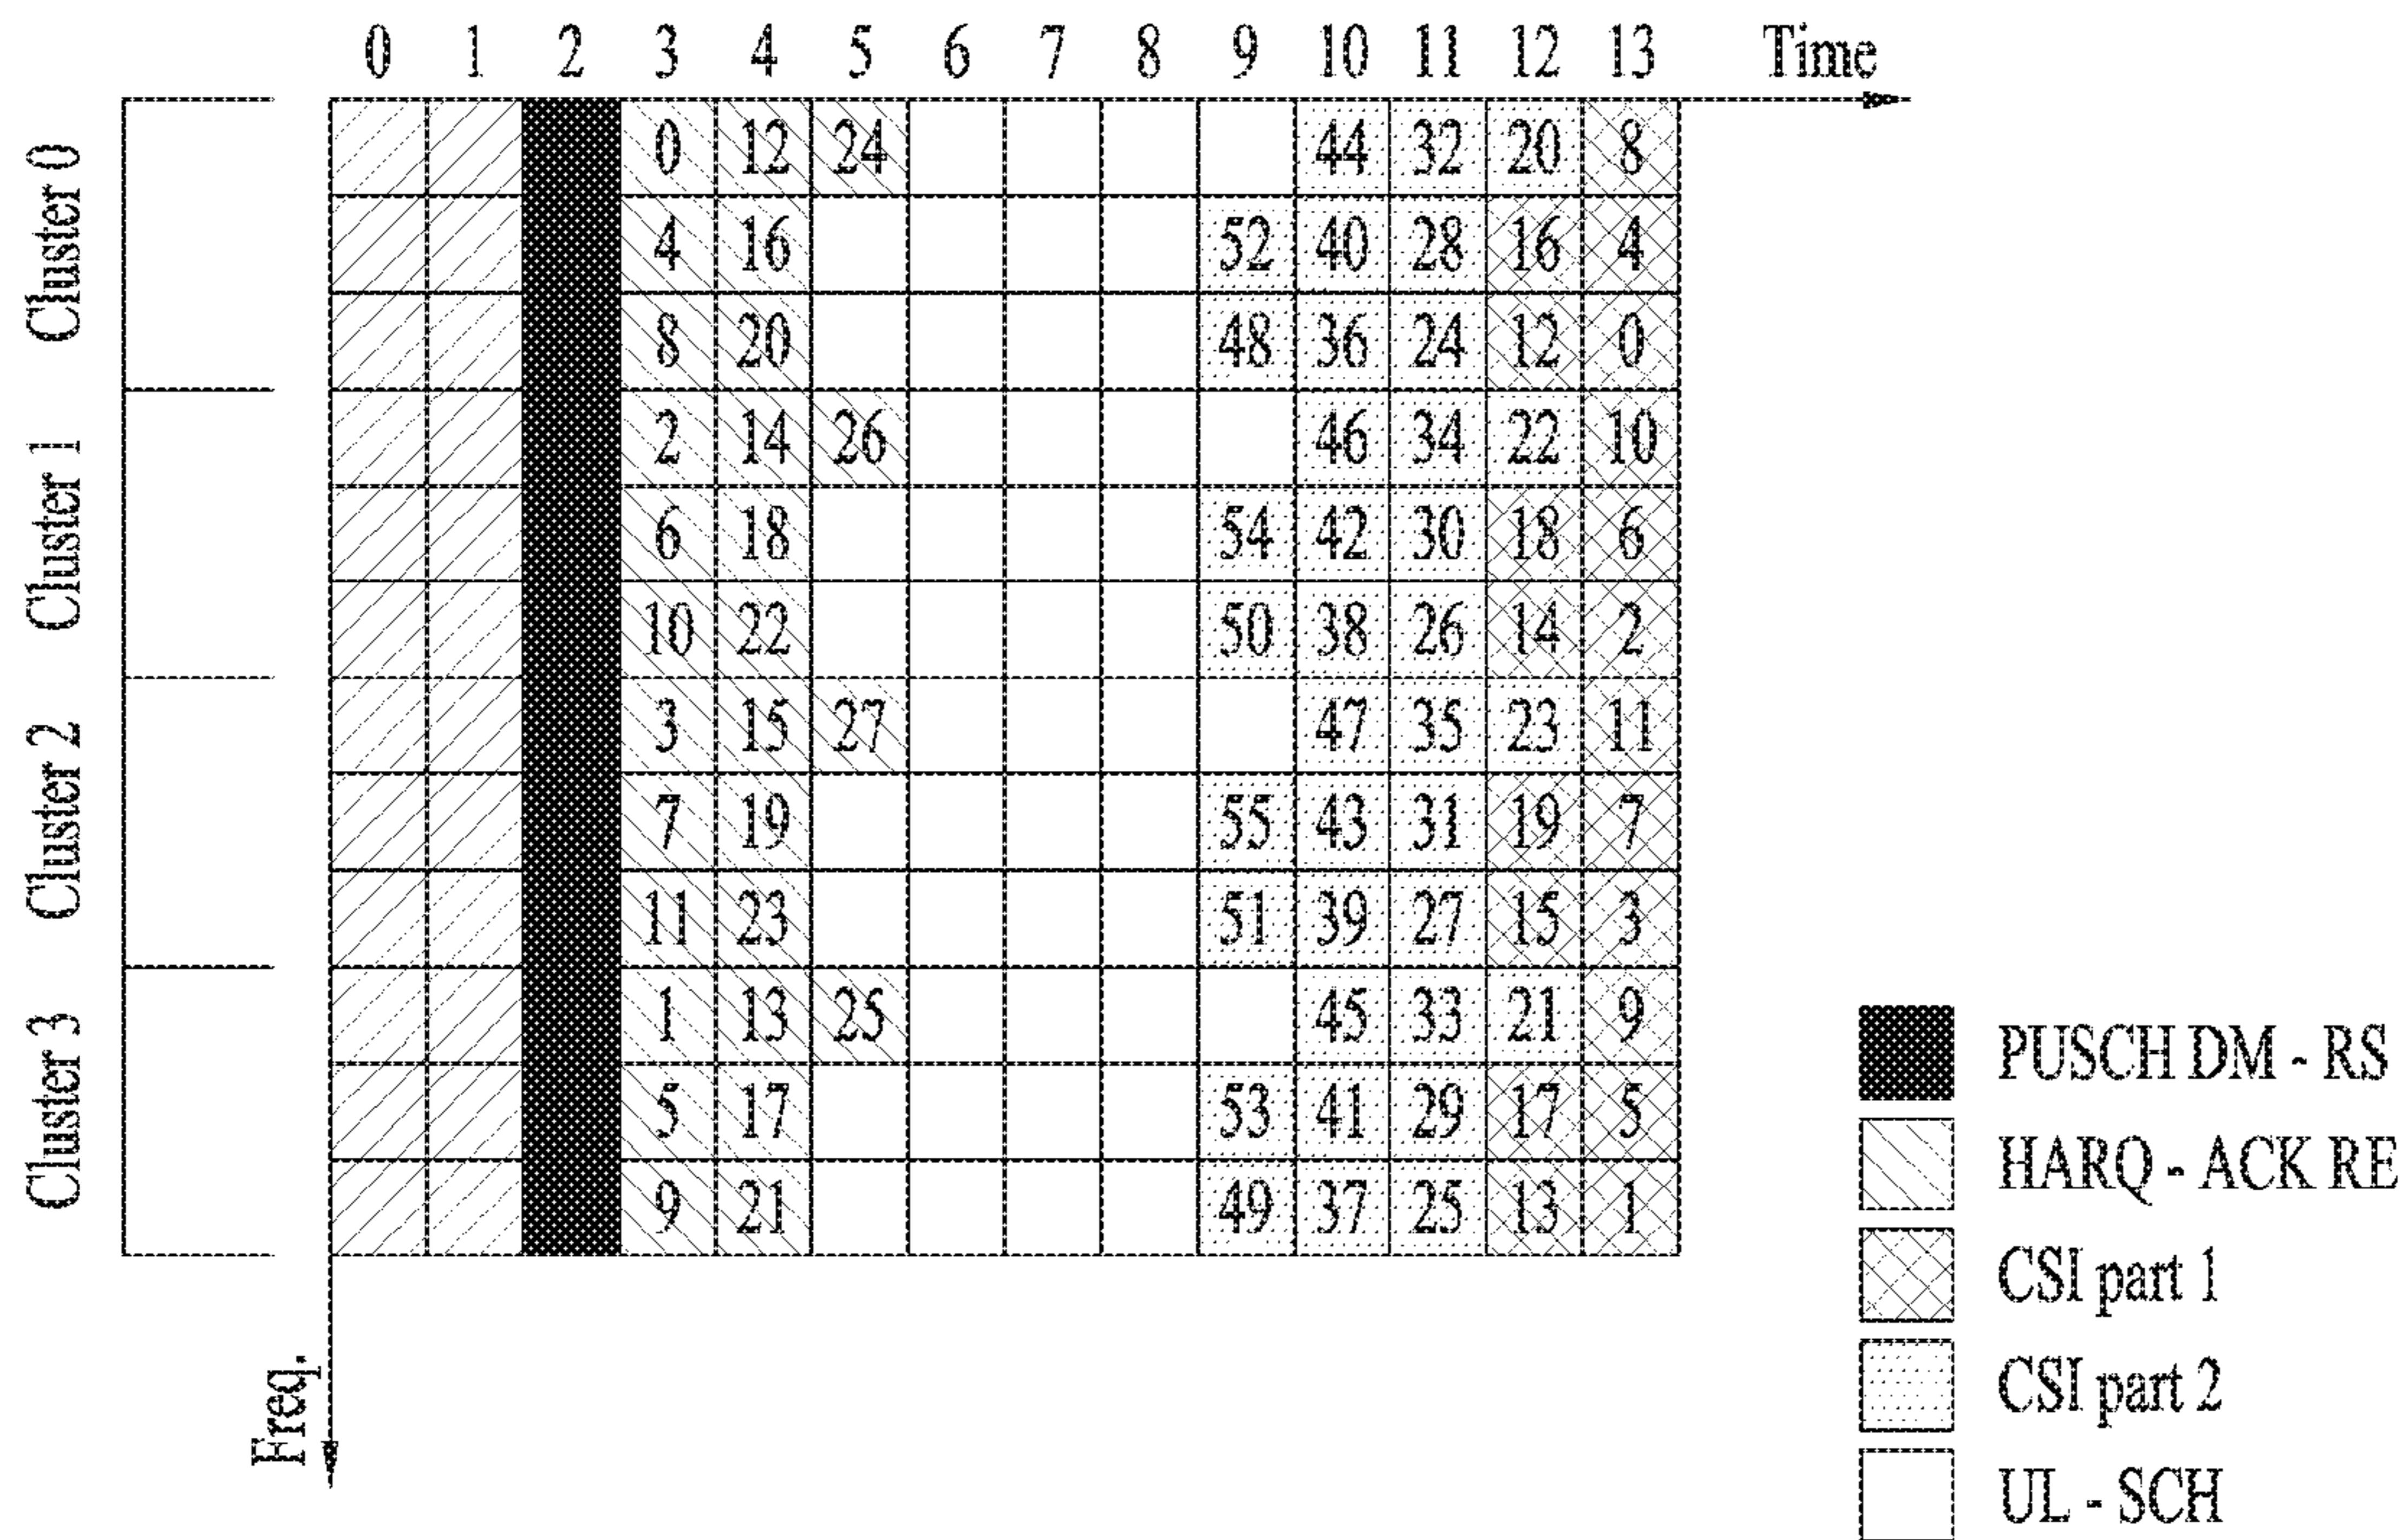 0 1 2 3 4 5 6 7 8 9 10 11 12 13 Time
Cluster 0
0 12 24 44 32 20 8
4 16 52 40 28 16 4
8 20 48 36 24 12 0
Cluster 1
2 14 26 46 34 22 10
6 18 54 42 30 18 6
10 22 50 38 26 14 2
Cluster 2
3 15 27 47 35 23 11
7 19 55 43 31 19 7
11 23 51 39 27 15 3
Cluster 3
1 13 25 45 33 21 9
5 17 53 41 29 17 5
9 21 49 37 25 13 1
Freq.
PUSCH DM - RS
HARQ - ACK RE
CSI part 1
CSI part 2
UL - SCH